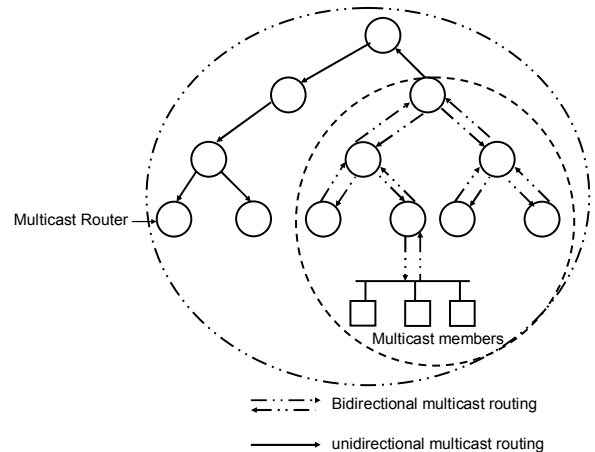 Multicast Router
Multicast members
Bidirectional multicast routing
unidirectional multicast routing